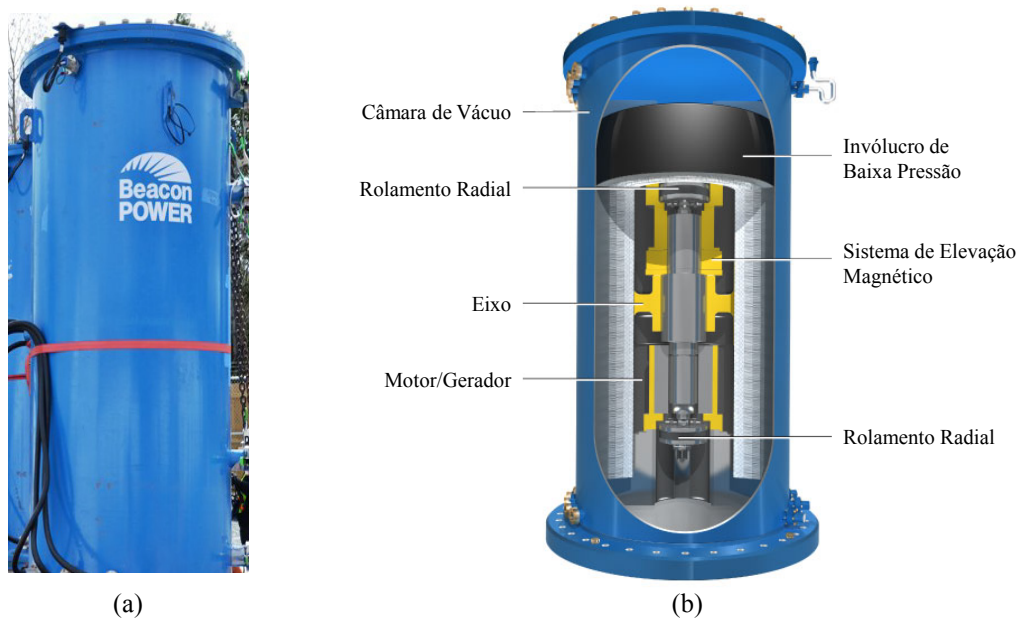 Beacon
POWER
Câmara de Vácuo
Rolamento Radial
Eixo
Motor/Gerador
Invólucro de
Baixa Pressão
Sistema de Elevação
Magnético
Rolamento Radial
(a)
(b)